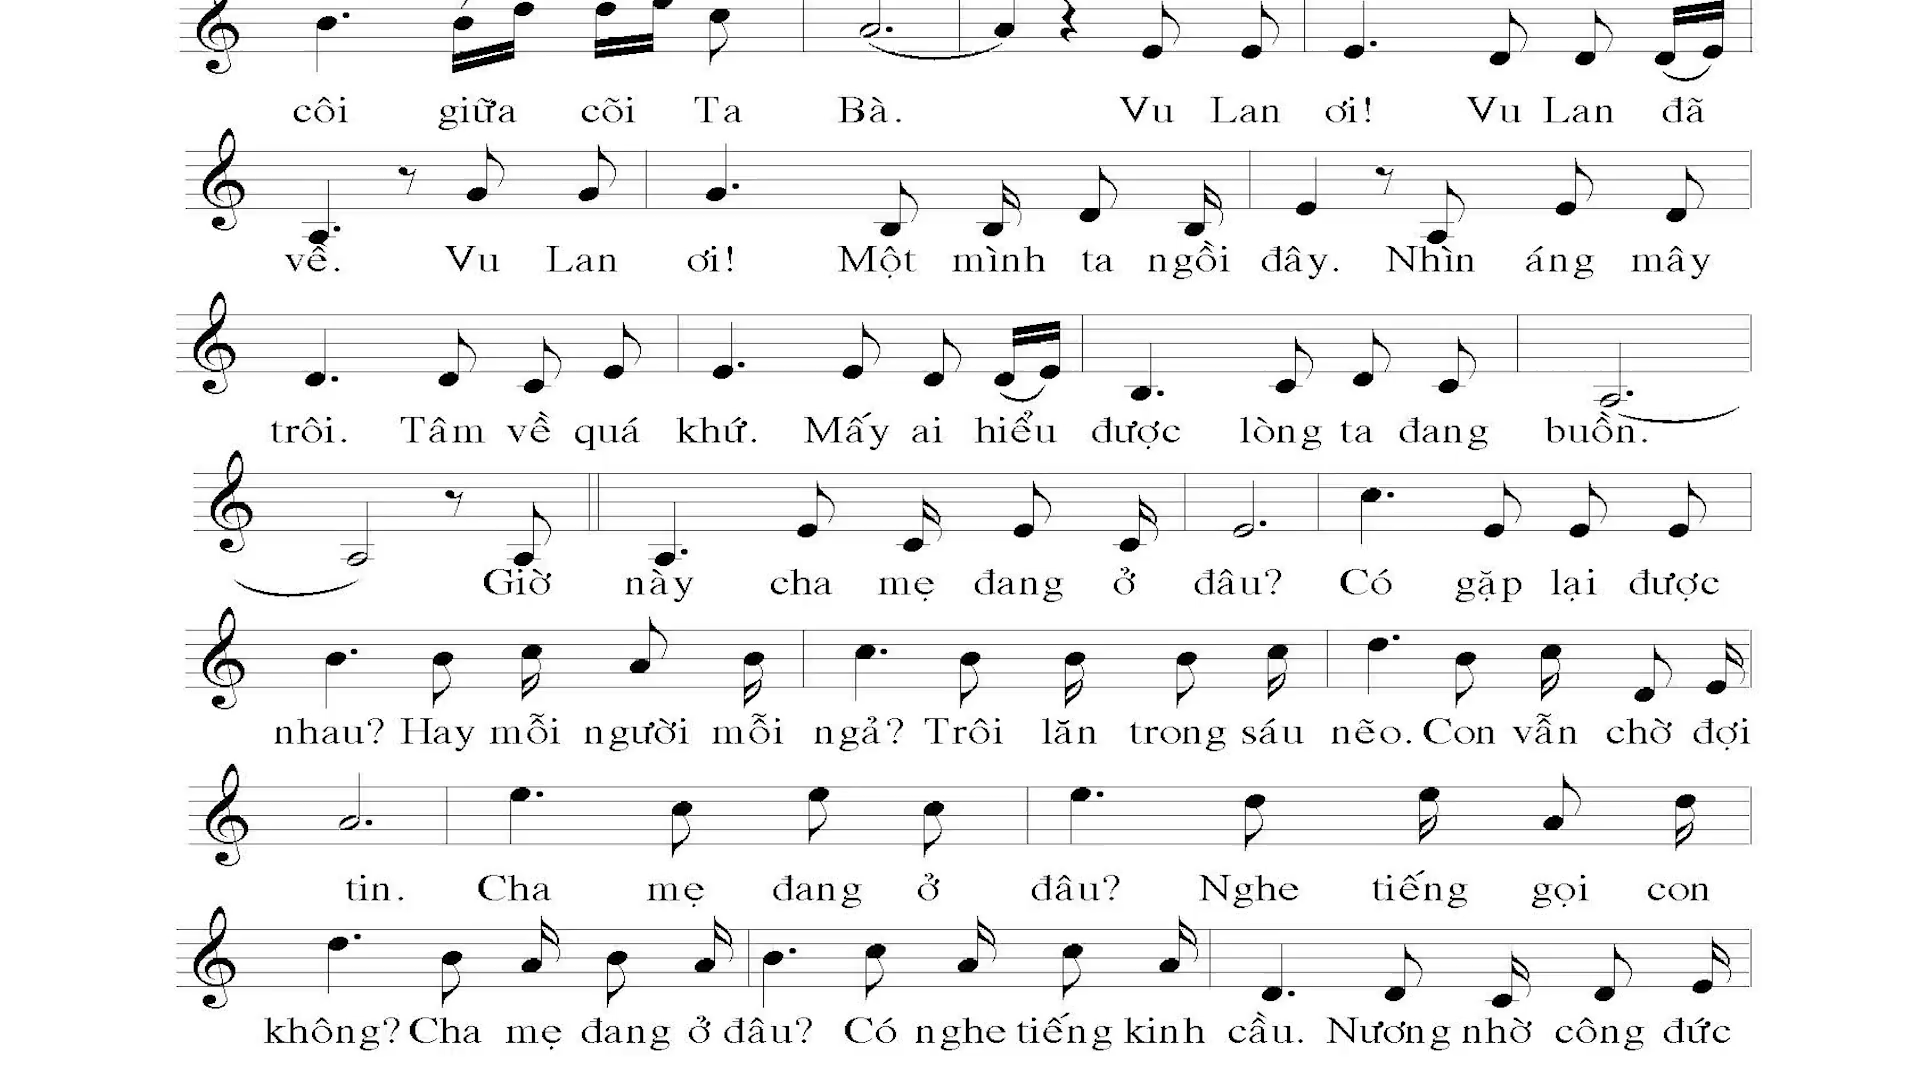 côi giữa cõi Ta Bà. Vu Lan ơi! Vu Lan đã
về. Vu Lan ơi! Một mình ta ngồi đây. Nhìn áng mây
trôi. Tâm về quá khứ. Mấy ai hiểu được lòng ta đang buồn.
Giờ này cha mẹ đang ở đâu? Có gặp lại được
nhau? Hay mỗi người mỗi ngả? Trôi lăn trong sáu nẽo. Con vẫn chờ đợi
tin. Cha mẹ đang ở đâu? Nghe tiếng gọi con
không? Cha mẹ đang ở đâu? Có nghe tiếng kinh cầu. Nương nhờ công đức